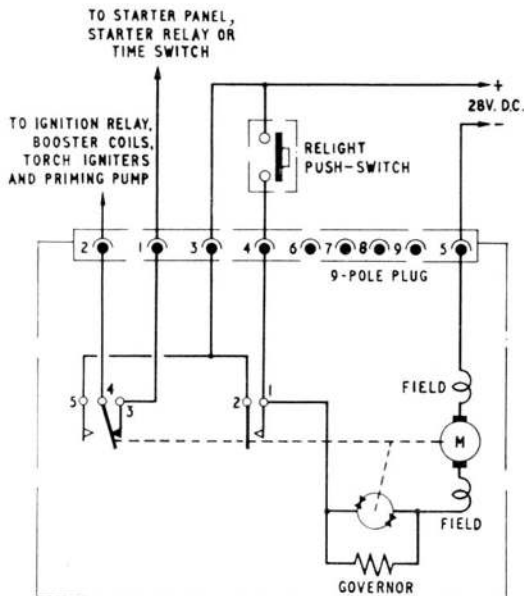 TO STARTER PANEL,
STARTER RELAY OR
TIME SWITCH
+
28V. D.C.
−
TO IGNITION RELAY,
BOOSTER COILS,
TORCH IGNITERS
AND PRIMING PUMP
RELIGHT
PUSH-SWITCH
2 1 3 4 6 7 8 9 5
9-POLE PLUG
5 4 3 2 1
FIELD
M
FIELD
GOVERNOR